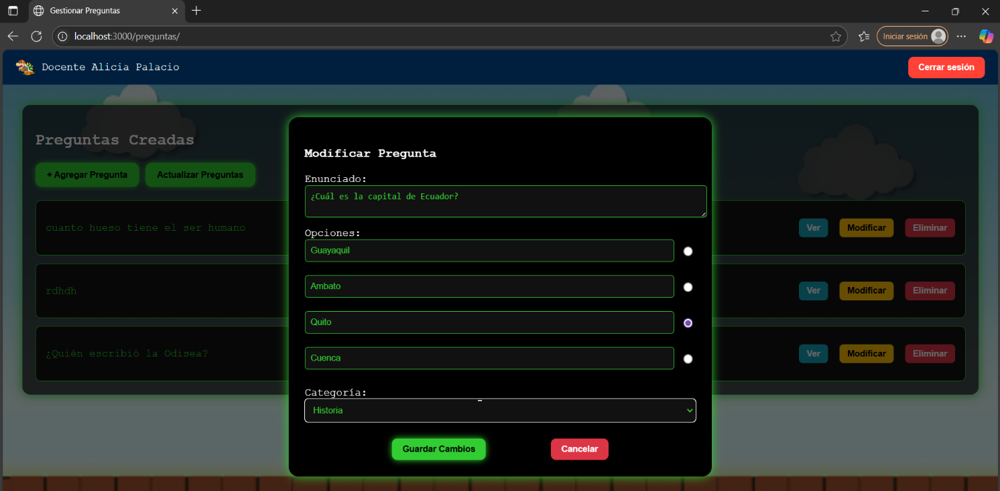 Gestionar Preguntas
localhost:3000/preguntas/
Iniciar sesión
Docente Alicia Palacio
Cerrar sesión
Preguntas Creadas
+ Agregar Pregunta
Actualizar Preguntas
cuanto hueso tiene el ser humano
Ver
Modificar
Eliminar
rdhdh
Ver
Modificar
Eliminar
¿Quién escribió la Odisea?
Ver
Modificar
Eliminar
Modificar Pregunta
Enunciado:
¿Cuál es la capital de Ecuador?
Opciones:
Guayaquil
Ambato
Quito
Cuenca
Categoría:
Historia
Guardar Cambios
Cancelar